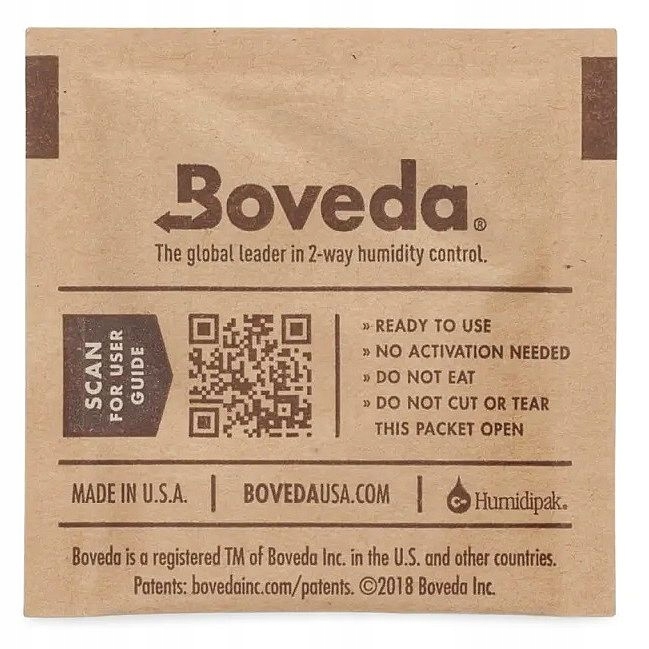 Boveda®
The global leader in 2-way humidity control.
SCAN
FOR USER
GUIDE
» READY TO USE
» NO ACTIVATION NEEDED
» DO NOT EAT
» DO NOT CUT OR TEAR
THIS PACKET OPEN
MADE IN U.S.A. | BOVEDAUSA.COM | Humidipak®
Boveda is a registered TM of Boveda Inc. in the U.S. and other countries.
Patents: bovedainc.com/patents. ©2018 Boveda Inc.